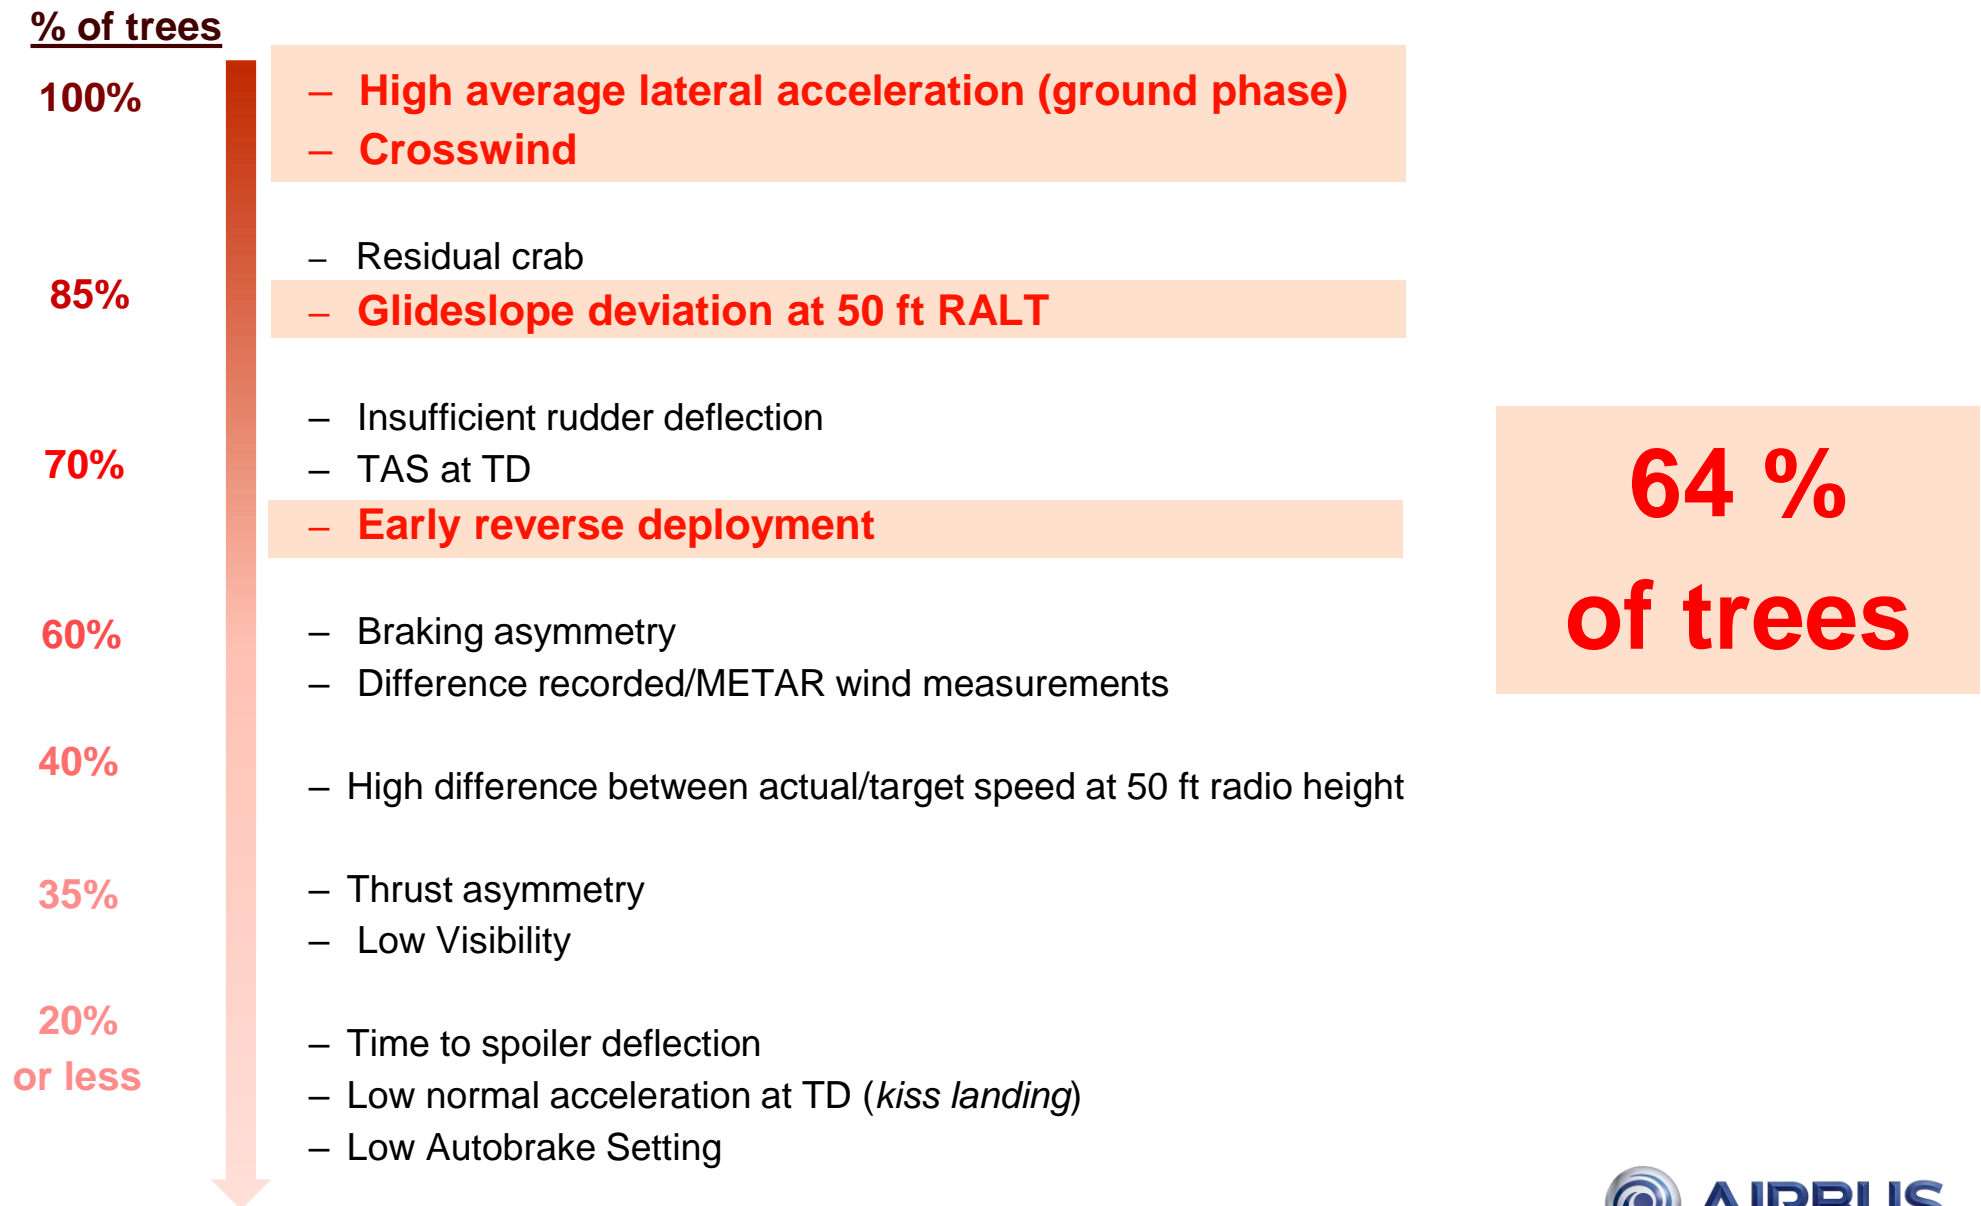 % of trees
100%
– High average lateral acceleration (ground phase)
– Crosswind
– Residual crab
85%
– Glideslope deviation at 50 ft RALT
– Insufficient rudder deflection
70%
– TAS at TD
– Early reverse deployment
64 %
of trees
60%
– Braking asymmetry
– Difference recorded/METAR wind measurements
40%
– High difference between actual/target speed at 50 ft radio height
35%
– Thrust asymmetry
– Low Visibility
20%
or less
– Time to spoiler deflection
– Low normal acceleration at TD (kiss landing)
– Low Autobrake Setting
AIRBUS